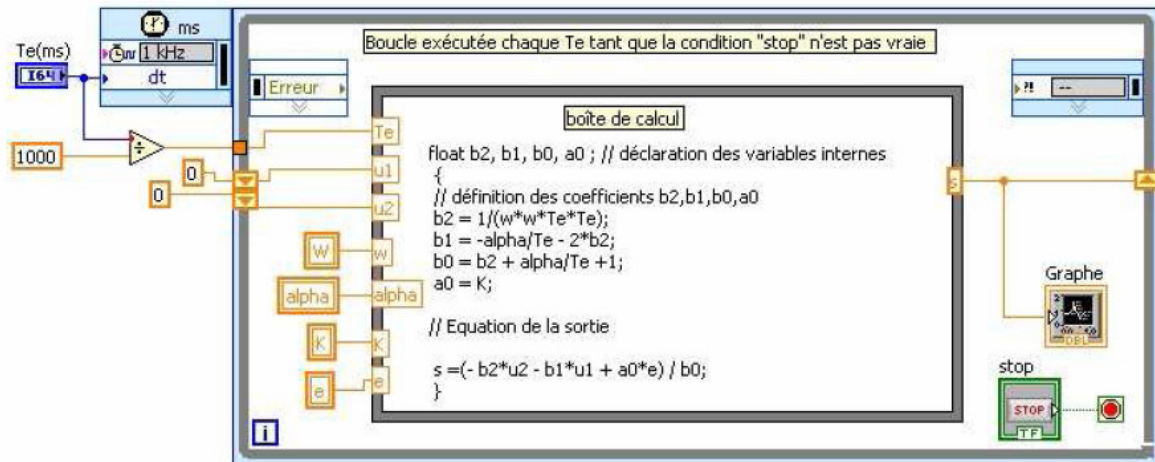 ms
Te(ms)
1 kHz
I64
dt
Boucle exécutée chaque Te tant que la condition "stop" n'est pas vraie
Erreur
?!
--
boîte de calcul
1000
÷
0
0
Te
u1
u2
w
alpha
K
e
W
alpha
K
e
float b2, b1, b0, a0 ; // déclaration des variables internes
{
// définition des coefficients b2,b1,b0,a0
b2 = 1/(w*w*Te*Te);
b1 = -alpha/Te - 2*b2;
b0 = b2 + alpha/Te +1;
a0 = K;
// Equation de la sortie
s =(- b2*u2 - b1*u1 + a0*e) / b0;
}
s
Graphe
DBL
stop
STOP
TF
i